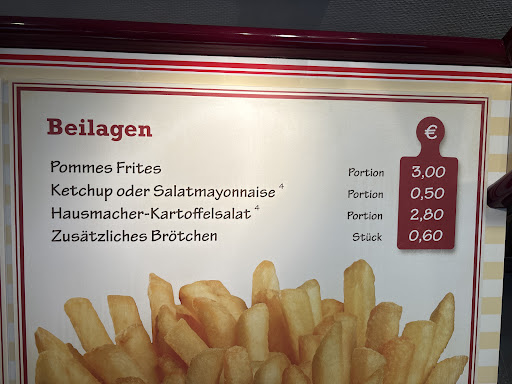 Beilagen €
Pommes Frites Portion 3,00
Ketchup oder Salatmayonnaise 4 Portion 0,50
Hausmacher-Kartoffelsalat 4 Portion 2,80
Zusätzliches Brötchen Stück 0,60